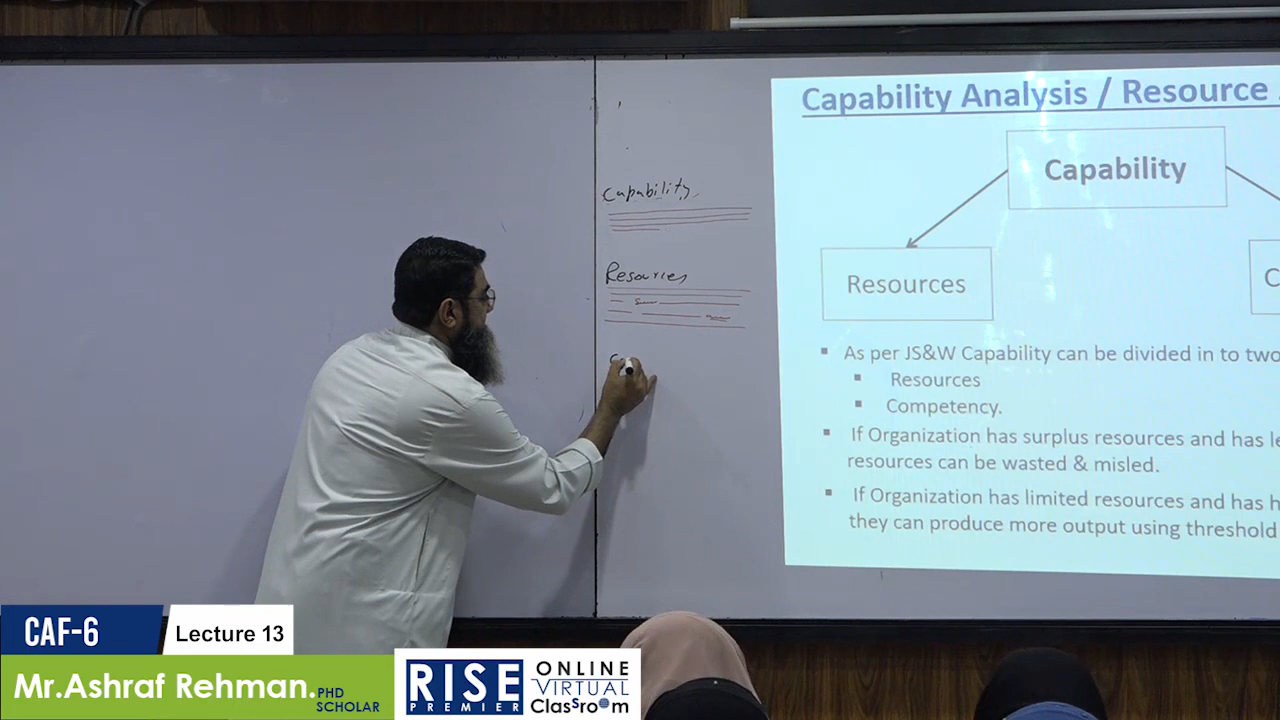 Capability Analysis / Resource
Capability
Resources
C
▪ As per JS&W Capability can be divided in to two
▪ Resources
▪ Competency.
▪ If Organization has surplus resources and has le
resources can be wasted & misled.
▪ If Organization has limited resources and has h
they can produce more output using threshold
Capability
Resources
CAF-6
Lecture 13
Mr.Ashraf Rehman. PHD
SCHOLAR
RISE
PREMIER
ONLINE
VIRTUAL
Classroom